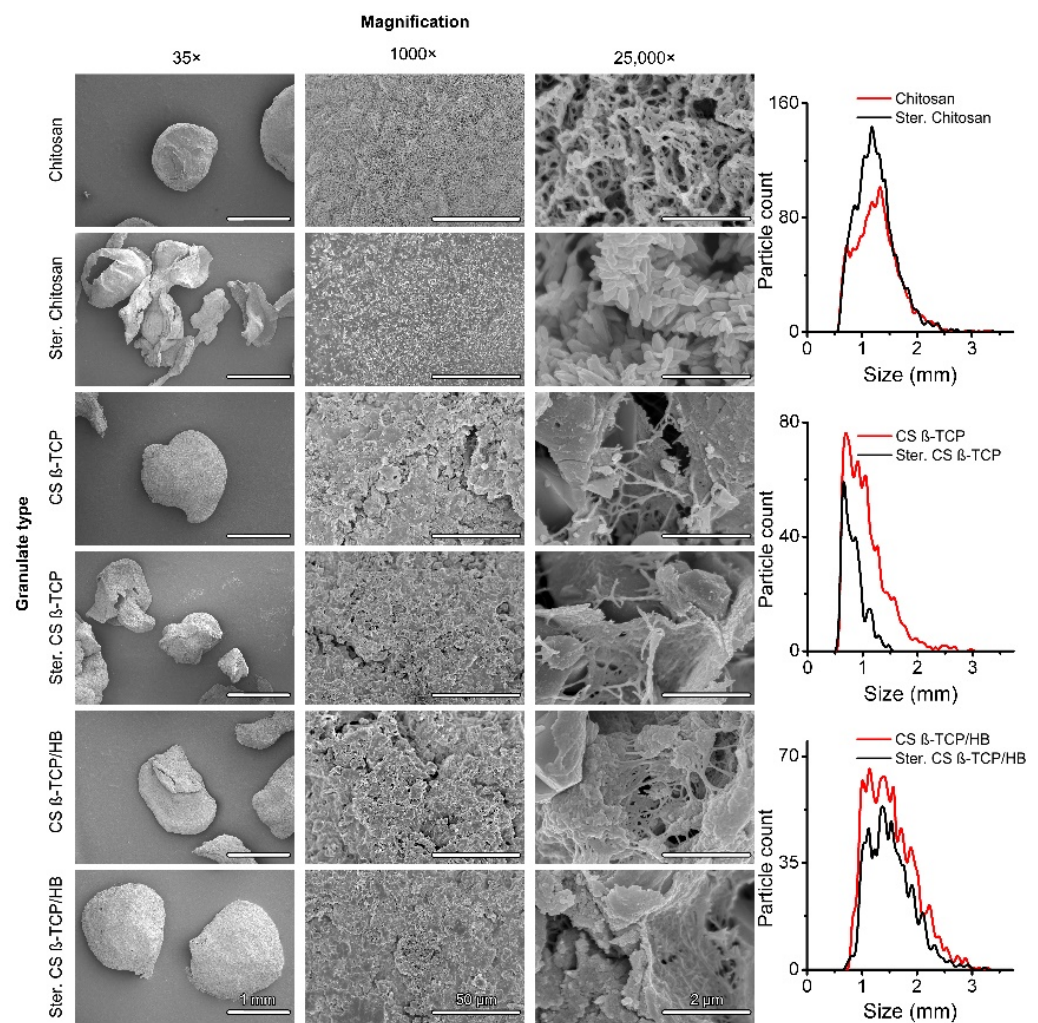 Magnification
35×
1000×
25,000×
Granulate type
Chitosan
Ster. Chitosan
CS ß-TCP
Ster. CS ß-TCP
CS ß-TCP/HB
Ster. CS ß-TCP/HB
1 mm
50 µm
2 µm
Chitosan
Ster. Chitosan
Particle count
160
80
0
0
1
2
3
Size (mm)
CS ß-TCP
Ster. CS ß-TCP
Particle count
80
40
0
0
1
2
3
Size (mm)
CS ß-TCP/HB
Ster. CS ß-TCP/HB
Particle count
70
35
0
0
1
2
3
Size (mm)